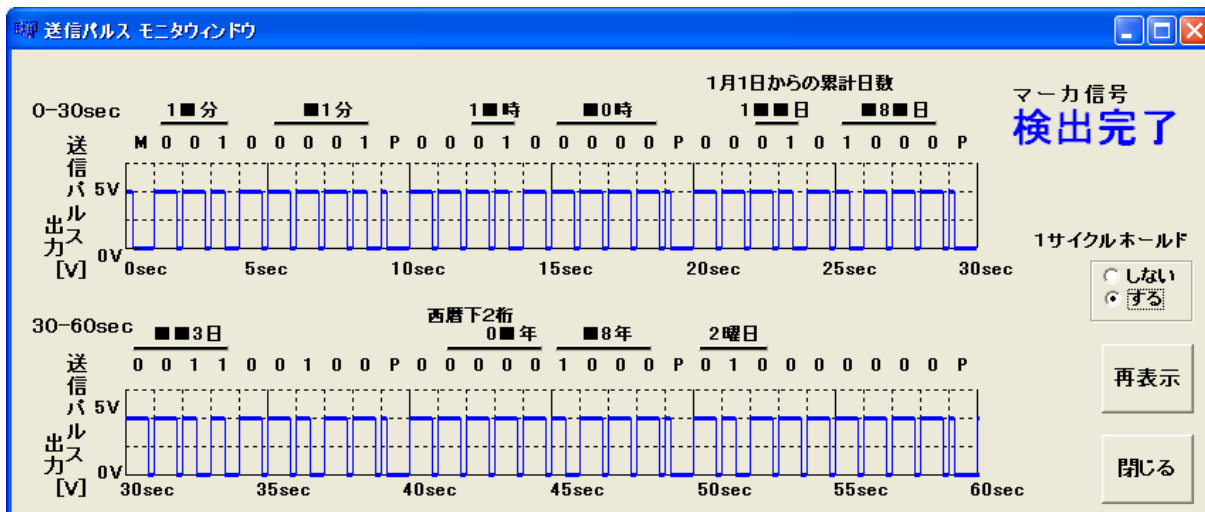 送信パルス モニタウィンドウ
1月1日からの累計日数
0-30sec 1■分 ■1分 1■時 ■0時 1■■日 ■8■日
M 0 0 1 0 0 0 0 1 P 0 0 0 1 0 0 0 0 0 P 0 0 0 1 0 1 0 0 0 P
送信パルス出力[V]
5V
0V
0sec 5sec 10sec 15sec 20sec 25sec 30sec
マーカ信号
検出完了
1サイクルホールド
しない
する
西暦下2桁
30-60sec ■■3日 0■年 ■8年 2曜日
0 0 1 1 0 0 1 0 0 P 0 0 0 0 0 1 0 0 0 P 0 1 0 0 0 0 0 0 0 P
送信パルス出力[V]
5V
0V
30sec 35sec 40sec 45sec 50sec 55sec 60sec
再表示
閉じる